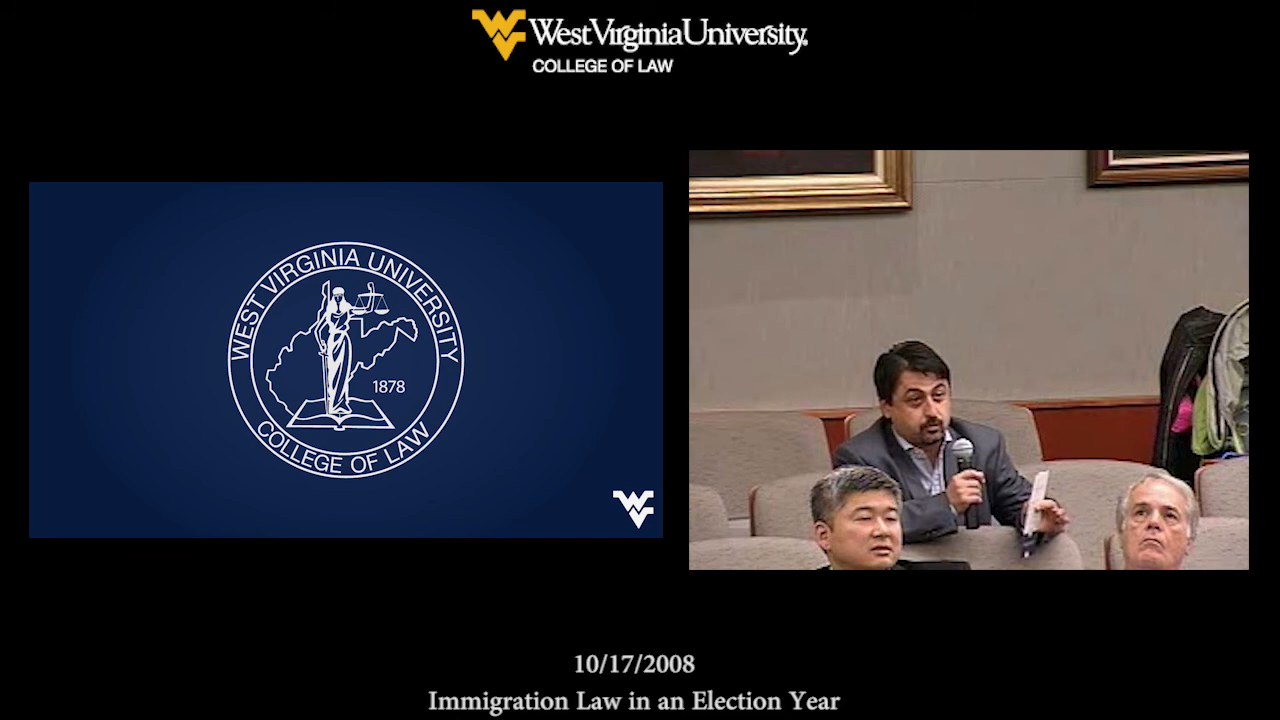 West Virginia University.
COLLEGE OF LAW
WEST VIRGINIA UNIVERSITY
1878
COLLEGE OF LAW
10/17/2008
Immigration Law in an Election Year